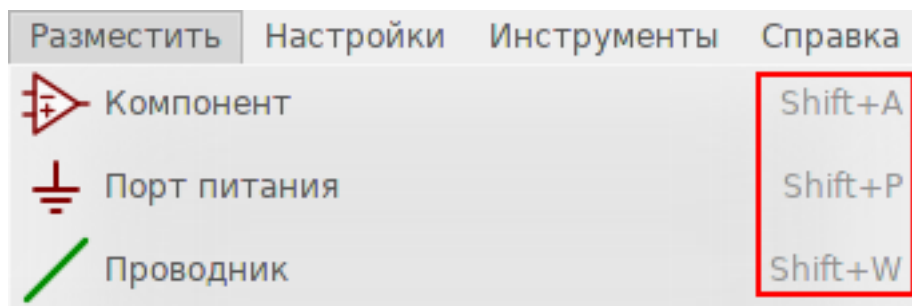 Разместить Настройки Инструменты Справка
Компонент Shift+A
Порт питания Shift+P
Проводник Shift+W